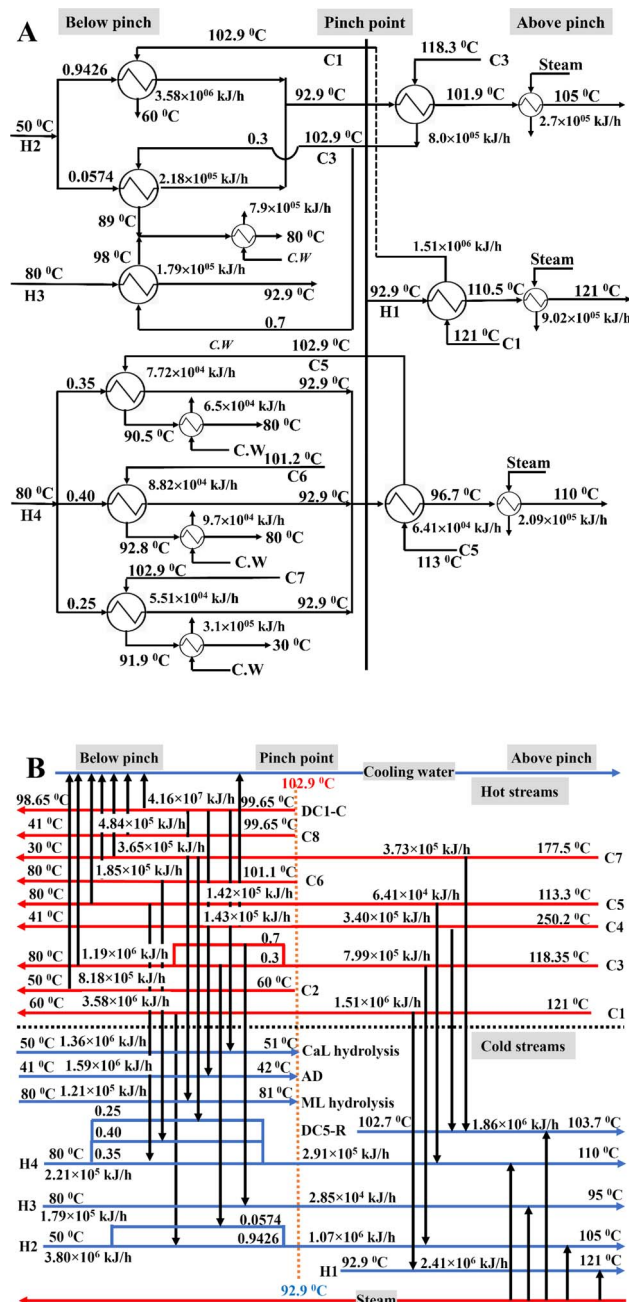 A
Below pinch
Pinch point
Above pinch
102.9 ⁰C
C1
118.3 ⁰C
C3
Steam
0.9426
3.58×10⁰⁶ kJ/h
60 ⁰C
92.9 ⁰C
101.9 ⁰C
105 ⁰C
2.7×10⁰⁵ kJ/h
50 ⁰C
H2
0.3
102.9 ⁰C
C3
8.0×10⁰⁵ kJ/h
0.0574
2.18×10⁰⁵ kJ/h
89 ⁰C
7.9×10⁰⁵ kJ/h
80 ⁰C
C.W
98 ⁰C
1.79×10⁰⁵ kJ/h
80 ⁰C
H3
92.9 ⁰C
0.7
1.51×10⁰⁶ kJ/h
Steam
92.9 ⁰C
H1
110.5 ⁰C
121 ⁰C
9.02×10⁰⁵ kJ/h
121 ⁰C
C1
C.W
102.9 ⁰C
C5
0.35
7.72×10⁰⁴ kJ/h
92.9 ⁰C
6.5×10⁰⁴ kJ/h
80 ⁰C
90.5 ⁰C
C.W
101.2 ⁰C
C6
80 ⁰C
H4
0.40
8.82×10⁰⁴ kJ/h
92.9 ⁰C
9.7×10⁰⁴ kJ/h
80 ⁰C
92.8 ⁰C
C.W
Steam
96.7 ⁰C
110 ⁰C
6.41×10⁰⁴ kJ/h
2.09×10⁰⁵ kJ/h
C5
113 ⁰C
102.9 ⁰C
C7
0.25
5.51×10⁰⁴ kJ/h
92.9 ⁰C
3.1×10⁰⁵ kJ/h
30 ⁰C
91.9 ⁰C
C.W
B
Below pinch
Pinch point
Above pinch
Cooling water
102.9 ⁰C
Hot streams
98.65 ⁰C
4.16×10⁷ kJ/h
99.65 ⁰C
DC1-C
41 ⁰C
4.84×10⁵ kJ/h
99.65 ⁰C
C8
30 ⁰C
3.65×10⁵ kJ/h
3.73×10⁵ kJ/h
177.5 ⁰C
C7
80 ⁰C
1.85×10⁵ kJ/h
101.1 ⁰C
C6
80 ⁰C
1.42×10⁵ kJ/h
6.41×10⁴ kJ/h
113.3 ⁰C
C5
41 ⁰C
1.43×10⁵ kJ/h
3.40×10⁵ kJ/h
250.2 ⁰C
C4
80 ⁰C
1.19×10⁶ kJ/h
0.7
0.3
7.99×10⁵ kJ/h
118.35 ⁰C
C3
50 ⁰C
8.18×10⁵ kJ/h
60 ⁰C
C2
60 ⁰C
3.58×10⁶ kJ/h
1.51×10⁶ kJ/h
121 ⁰C
C1
Cold streams
50 ⁰C
1.36×10⁶ kJ/h
51 ⁰C
CaL hydrolysis
41 ⁰C
1.59×10⁶ kJ/h
42 ⁰C
AD
80 ⁰C
1.21×10⁵ kJ/h
81 ⁰C
ML hydrolysis
0.25
DC5-R
102.7 ⁰C
1.86×10⁶ kJ/h
103.7 ⁰C
0.40
H4
80 ⁰C
0.35
2.91×10⁵ kJ/h
110 ⁰C
2.21×10⁵ kJ/h
H3
80 ⁰C
2.85×10⁴ kJ/h
95 ⁰C
1.79×10⁵ kJ/h
0.0574
H2
50 ⁰C
0.9426
1.07×10⁶ kJ/h
105 ⁰C
3.80×10⁶ kJ/h
H1
92.9 ⁰C
2.41×10⁶ kJ/h
121 ⁰C
92.9 ⁰C
Steam